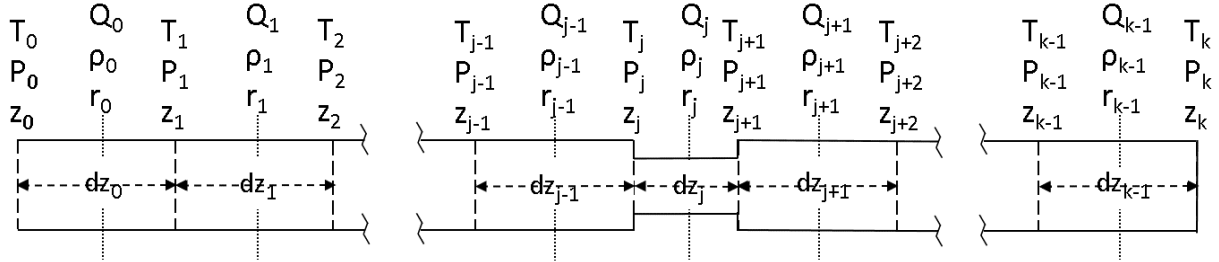 Q₀ Q₁ Qⱼ₋₁ Qⱼ Qⱼ₊₁ Qₖ₋₁
T₀ T₁ T₂ Tⱼ₋₁ Tⱼ Tⱼ₊₁ Tⱼ₊₂ Tₖ₋₁ Tₖ
ρ₀ ρ₁ ρⱼ₋₁ ρⱼ ρⱼ₊₁ ρₖ₋₁
P₀ P₁ P₂ Pⱼ₋₁ Pⱼ Pⱼ₊₁ Pⱼ₊₂ Pₖ₋₁ Pₖ
r₀ r₁ rⱼ₋₁ rⱼ rⱼ₊₁ rₖ₋₁
z₀ z₁ z₂ zⱼ₋₁ zⱼ zⱼ₊₁ zⱼ₊₂ zₖ₋₁ zₖ
dz₀ dz₁ dzⱼ₋₁ dzⱼ dzⱼ₊₁ dzₖ₋₁